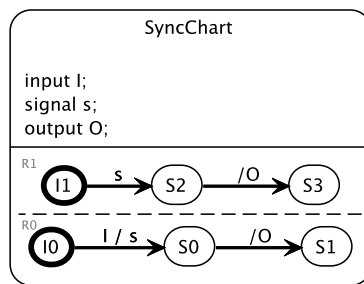 SyncChart
input I;
signal s;
output O;
R1
I1 s S2 /O S3
R0
I0 I / s S0 /O S1